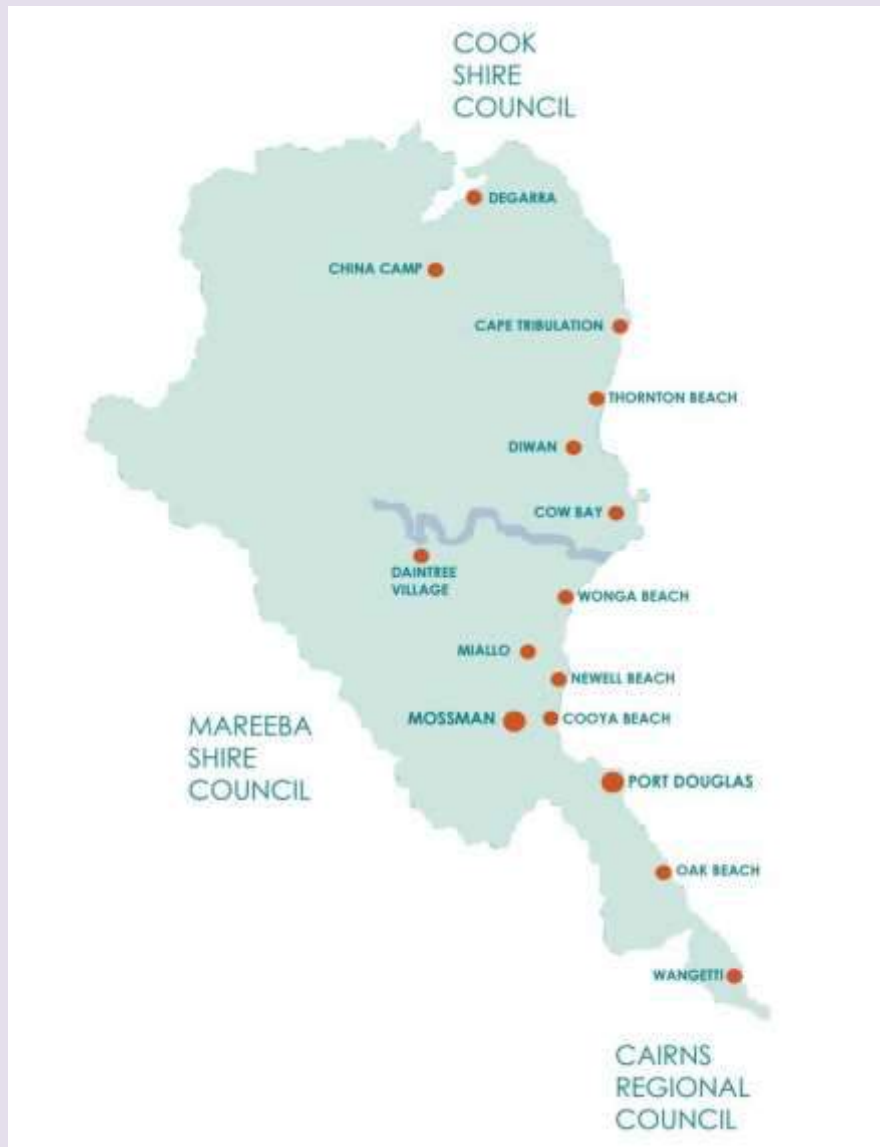 COOK
SHIRE
COUNCIL
DEGARRA
CHINA CAMP
CAPE TRIBULATION
THORNTON BEACH
DIWAN
COW BAY
DAINTREE
VILLAGE
WONGA BEACH
MIALLO
NEWELL BEACH
MOSSMAN
COOYA BEACH
MAREEBA
SHIRE
COUNCIL
PORT DOUGLAS
OAK BEACH
WANGETTI
CAIRNS
REGIONAL
COUNCIL